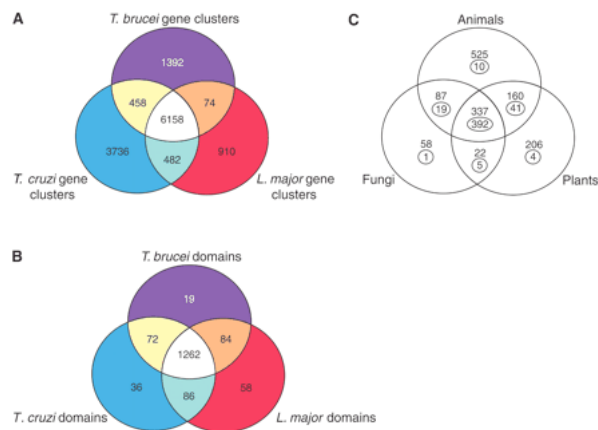 A
T. brucei gene clusters
1392
458
74
6158
3736
482
910
T. cruzi gene
clusters
L. major gene
clusters
C
Animals
525
10
87
19
160
41
337
392
58
1
22
5
206
4
Fungi
Plants
B
T. brucei domains
19
72
84
1262
36
86
58
T. cruzi domains
L. major domains